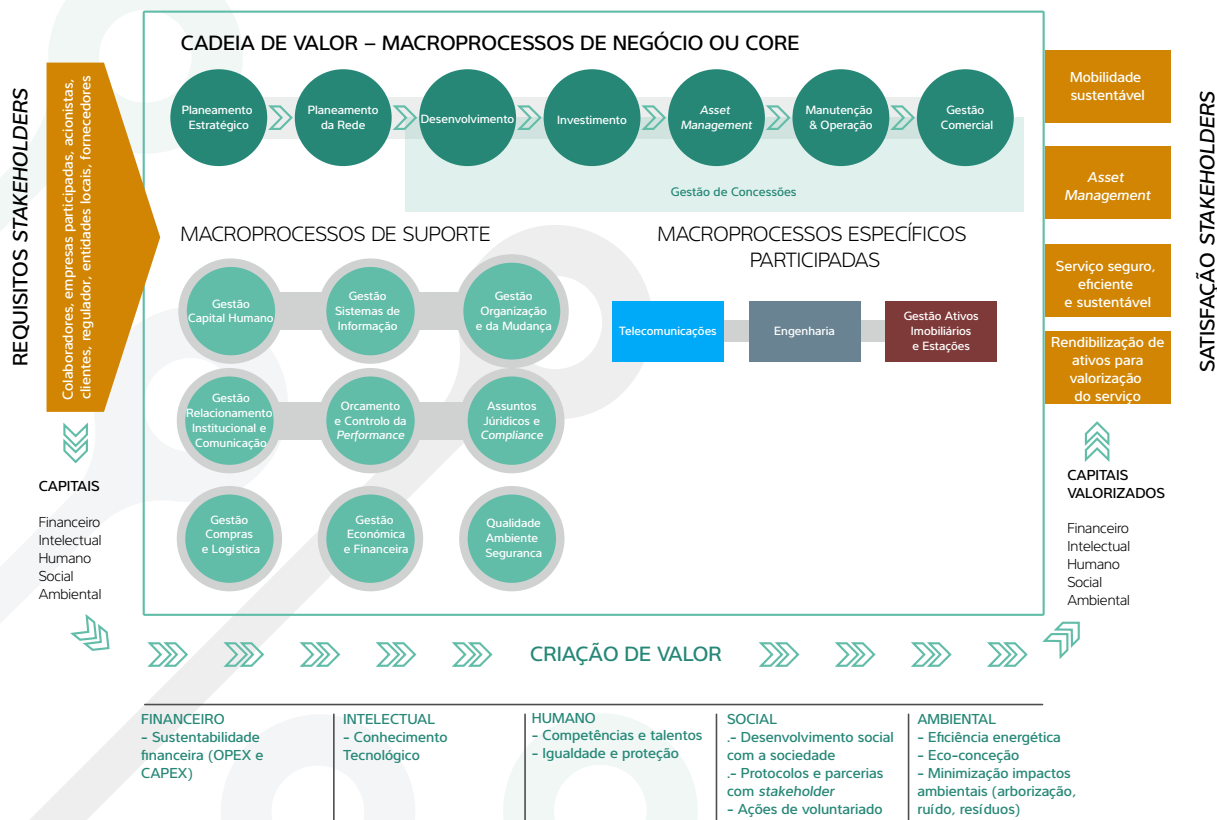 CADEIA DE VALOR – MACROPROCESSOS DE NEGÓCIO OU CORE
REQUISITOS STAKEHOLDERS
Colaboradores, empresas participadas, acionistas,
clientes, regulador, entidades locais, fornecedores
Planeamento
Estratégico
Planeamento
da Rede
Desenvolvimento
Investimento
Asset
Management
Manutenção
& Operação
Gestão
Comercial
Gestão de Concessões
MACROPROCESSOS DE SUPORTE
Gestão
Capital Humano
Gestão
Sistemas de
Informação
Gestão
Organização
e da Mudança
Gestão
Relacionamento
Institucional e
Comunicação
Orcamento
e Controlo da
Performance
Assuntos
Júridicos e
Compliance
Gestão
Compras
e Logística
Gestão
Económica
e Financeira
Qualidade
Ambiente
Seguranca
MACROPROCESSOS ESPECÍFICOS
PARTICIPADAS
Telecomunicações
Engenharia
Gestão Ativos
Imobiliários
e Estações
Mobilidade
sustentável
Asset
Management
Serviço seguro,
eficiente
e sustentável
Rendibilização de
ativos para
valorização
do serviço
SATISFAÇÃO STAKEHOLDERS
CAPITAIS
Financeiro
Intelectual
Humano
Social
Ambiental
CAPITAIS
VALORIZADOS
Financeiro
Intelectual
Humano
Social
Ambiental
CRIAÇÃO DE VALOR
FINANCEIRO
- Sustentabilidade
financeira (OPEX e
CAPEX)
INTELECTUAL
- Conhecimento
Tecnológico
HUMANO
- Competências e talentos
- Igualdade e proteção
SOCIAL
.- Desenvolvimento social
com a sociedade
.- Protocolos e parcerias
com stakeholder
- Ações de voluntariado
AMBIENTAL
- Eficiência energética
- Eco-conceção
- Minimização impactos
ambientais (arborização,
ruído, resíduos)